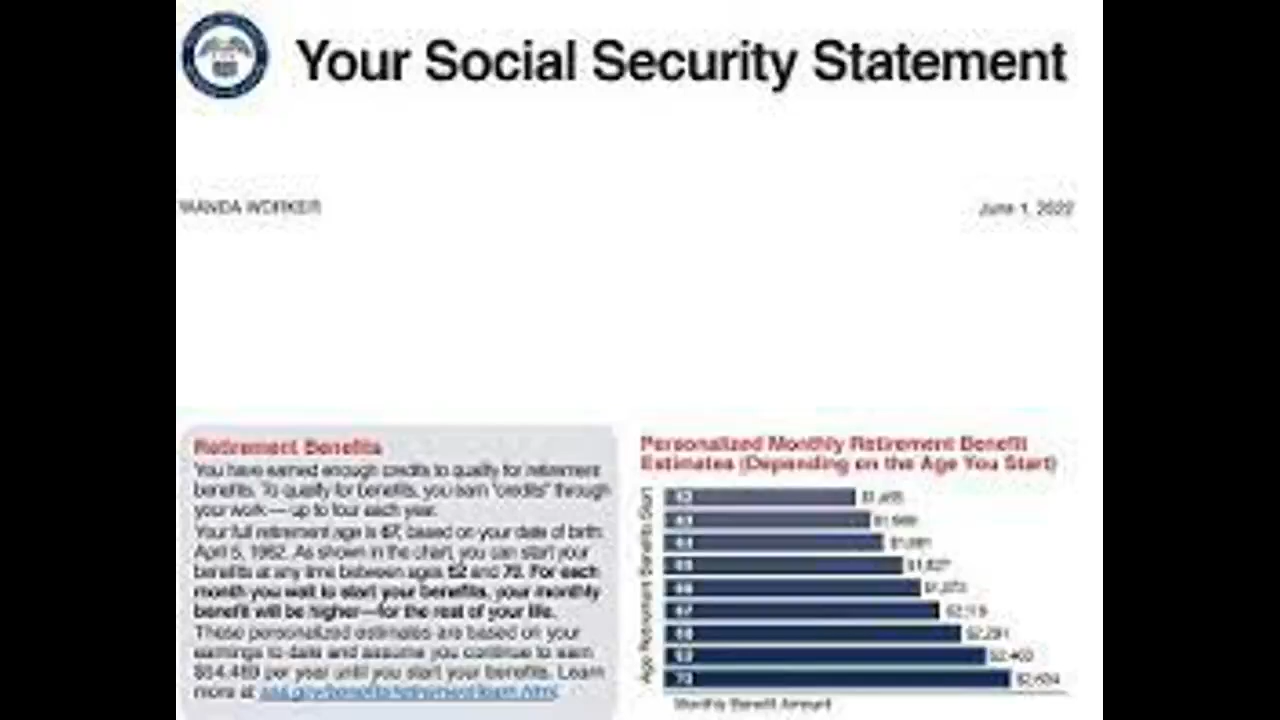 Your Social Security Statement
WANDA WORKER
June 1, 2022
Retirement Benefits
You have earned enough credits to qualify for retirement
benefits. To qualify for benefits, you earn "credits" through
your work — up to four each year.
Your full retirement age is 67, based on your date of birth:
April 5, 1962. As shown in the chart, you can start your
benefits at any time between ages 62 and 70. For each
month you wait to start your benefits, your monthly
benefit will be higher—for the rest of your life.
These personalized estimates are based on your
earnings to date and assume you continue to earn
per year until you start your benefits. Learn
more at
Personalized Monthly Retirement Benefit
Estimates (Depending on the Age You Start)
Age Retirement Benefits Start
65 $1,827
67
68
69
70
Monthly Benefit Amount